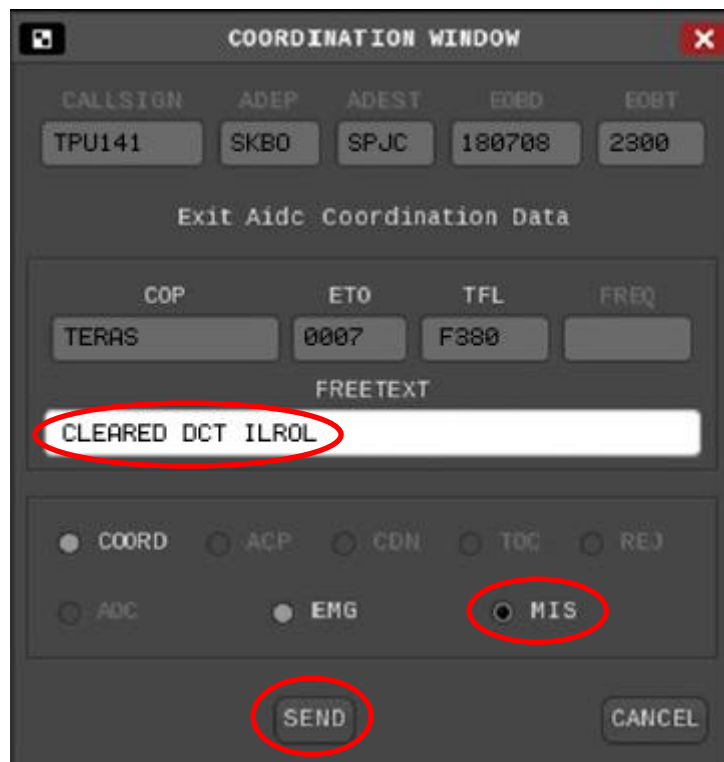 COORDINATION WINDOW
CALLSIGN ADEP ADEST EOBD EOBT
TPU141 SKBO SPJC 180708 2300
Exit Aidc Coordination Data
COP ETO TFL FREQ
TERAS 0007 F380
FREETEXT
CLEARED DCT ILROL
COORD ACP CDN TOC REJ
ADC EMG MIS
SEND CANCEL